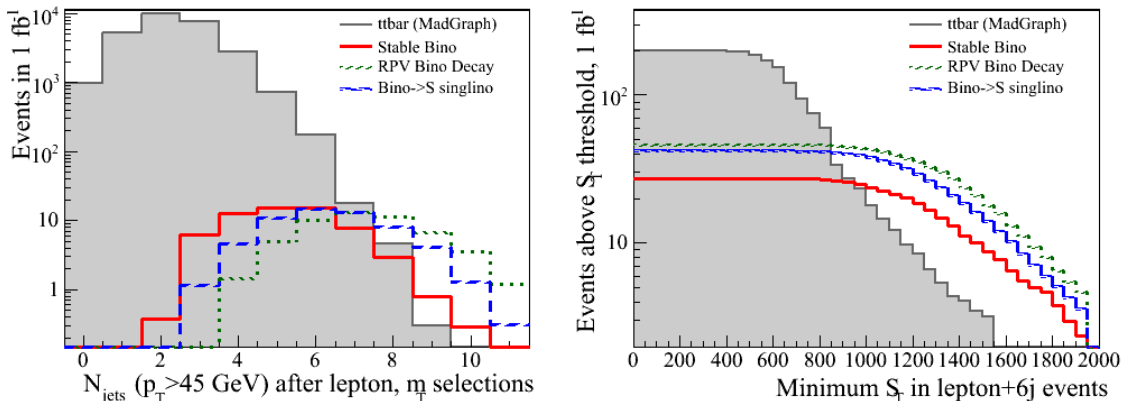 Events in 1 fb⁻¹
10⁴
10³
10²
10
1
ttbar (MadGraph)
Stable Bino
RPV Bino Decay
Bino->S singlino
0 2 4 6 8 10
N_jets (p_T>45 GeV) after lepton, m_T selections
Events above S_T threshold, 1 fb⁻¹
10²
10
ttbar (MadGraph)
Stable Bino
RPV Bino Decay
Bino->S singlino
0 200 400 600 800 1000 1200 1400 1600 1800 2000
Minimum S_T in lepton+6j events